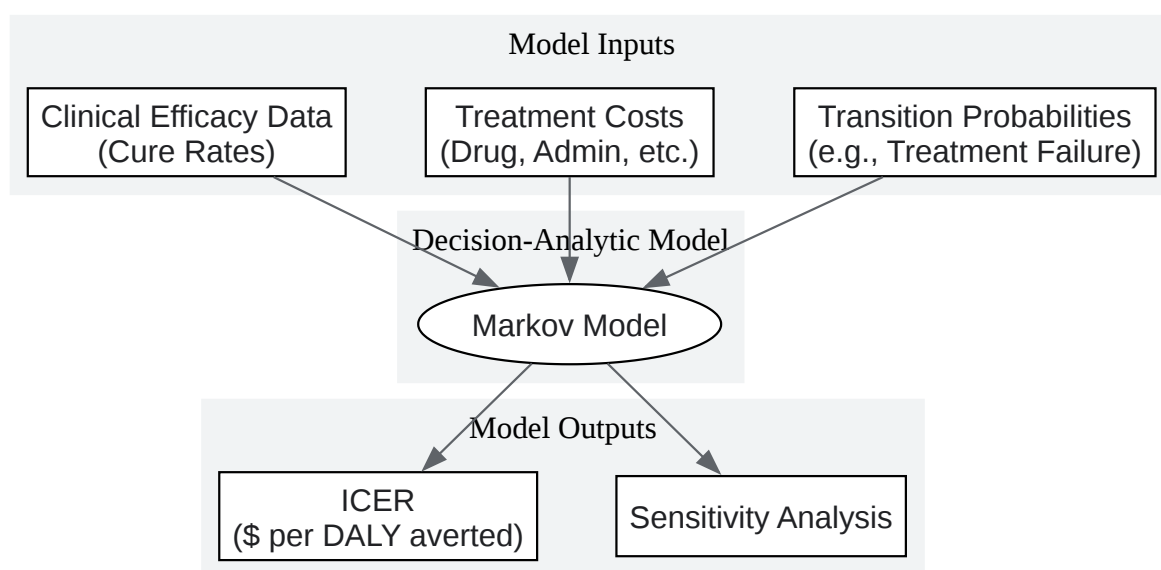 Model Inputs
Clinical Efficacy Data
(Cure Rates)
Treatment Costs
(Drug, Admin, etc.)
Transition Probabilities
(e.g., Treatment Failure)
Decision-Analytic Model
Markov Model
Model Outputs
ICER
($ per DALY averted)
Sensitivity Analysis